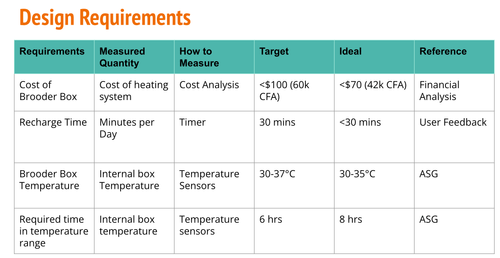 Design Requirements
Requirements Measured Quantity How to Measure Target Ideal Reference
Cost of Brooder Box Cost of heating system Cost Analysis <$100 (60k CFA) <$70 (42k CFA) Financial Analysis
Recharge Time Minutes per Day Timer 30 mins <30 mins User Feedback
Brooder Box Temperature Internal box Temperature Temperature Sensors 30-37°C 30-35°C ASG
Required time in temperature range Internal box temperature Temperature sensors 6 hrs 8 hrs ASG